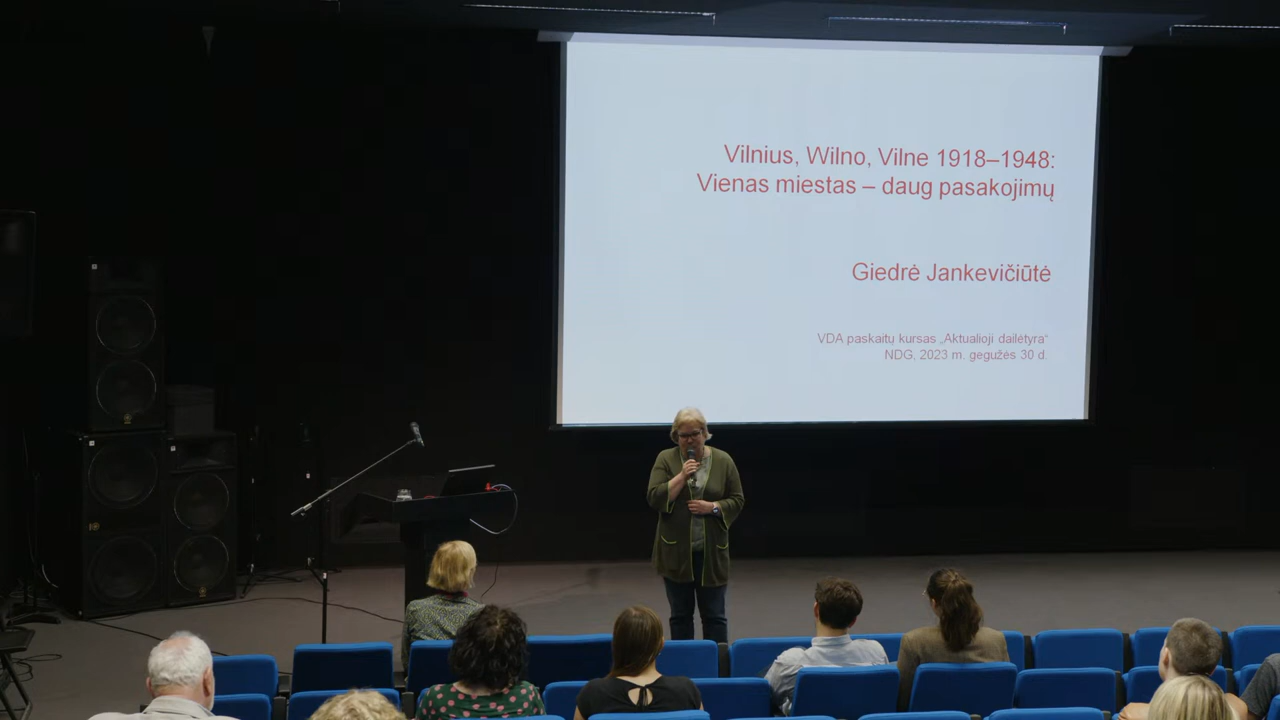 Vilnius, Wilno, Vilne 1918–1948:
Vienas miestas – daug pasakojimų
Giedrė Jankevičiūtė
VDA paskaitų kursas „Aktualioji dailėtyra“
NDG, 2023 m. gegužės 30 d.